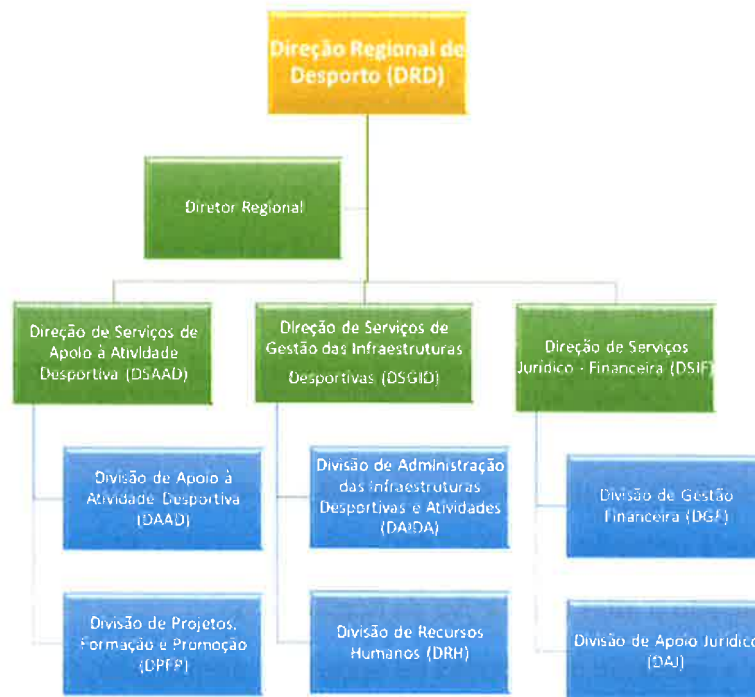 Direção Regional de
Desporto (DRD)
Diretor Regional
Direção de Serviços de
Apoio à Atividade
Desportiva (DSAAD)
Direção de Serviços de
Gestão das Infraestruturas
Desportivas (DSGID)
Direção de Serviços
Jurídico - Financeira (DSJF)
Divisão de Apoio à
Atividade Desportiva
(DAAD)
Divisão de Administração
das Infraestruturas
Desportivas e Atividades
(DAIDA)
Divisão de Gestão
Financeira (DGF)
Divisão de Projetos,
Formação e Promoção
(DPFP)
Divisão de Recursos
Humanos (DRH)
Divisão de Apoio Jurídico
(DAJ)